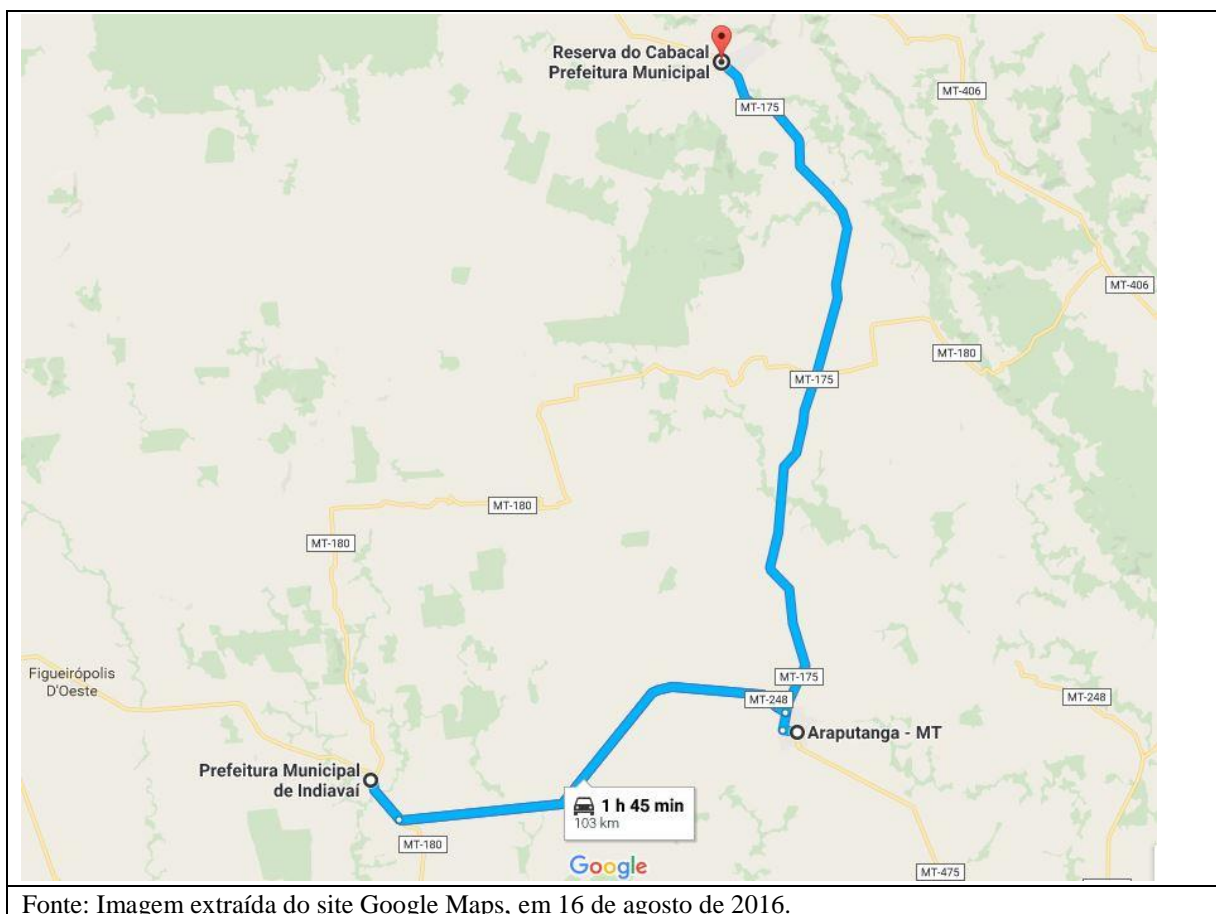 Reserva do Cabacal
Prefeitura Municipal
MT-175
MT-406
MT-406
MT-180
MT-175
MT-180
MT-180
MT-175
MT-248
MT-248
Figueirópolis
D'Oeste
Araputanga - MT
Prefeitura Municipal
de Indiavaí
1 h 45 min
103 km
MT-180
Google
MT-475
Fonte: Imagem extraída do site Google Maps, em 16 de agosto de 2016.